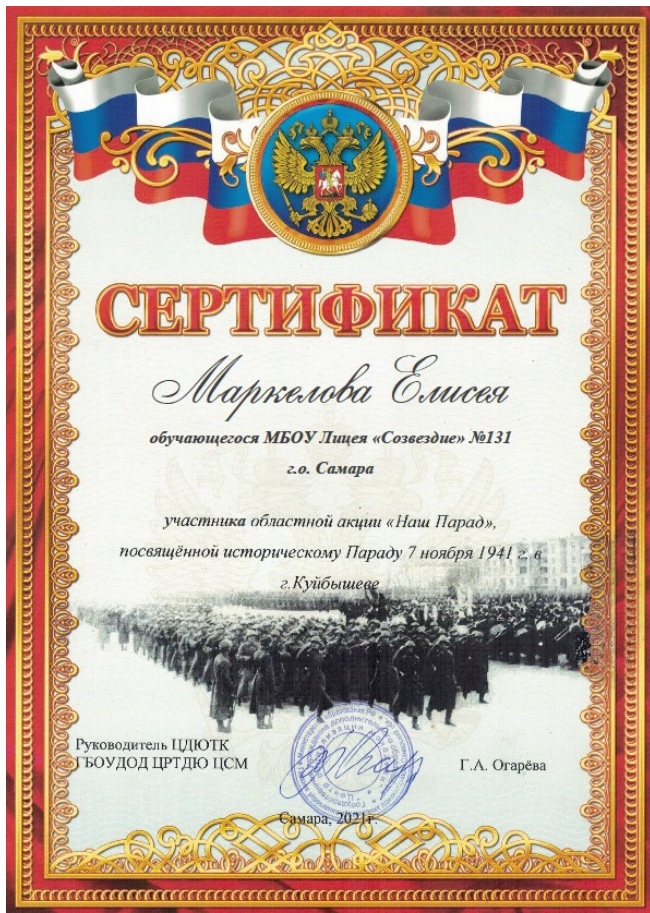 СЕРТИФИКАТ
Маркелова Елисея
обучающегося МБОУ Лицея «Созвездие» №131
г.о. Самара
участника областной акции «Наш Парад»,
посвящённой историческому Параду 7 ноября 1941 г. в
г.Куйбышеве
Руководитель ЦДЮТК
ГБОУДОД ЦРТДЮ ЦСМ
Г.А. Огарёва
Самара, 2021г.